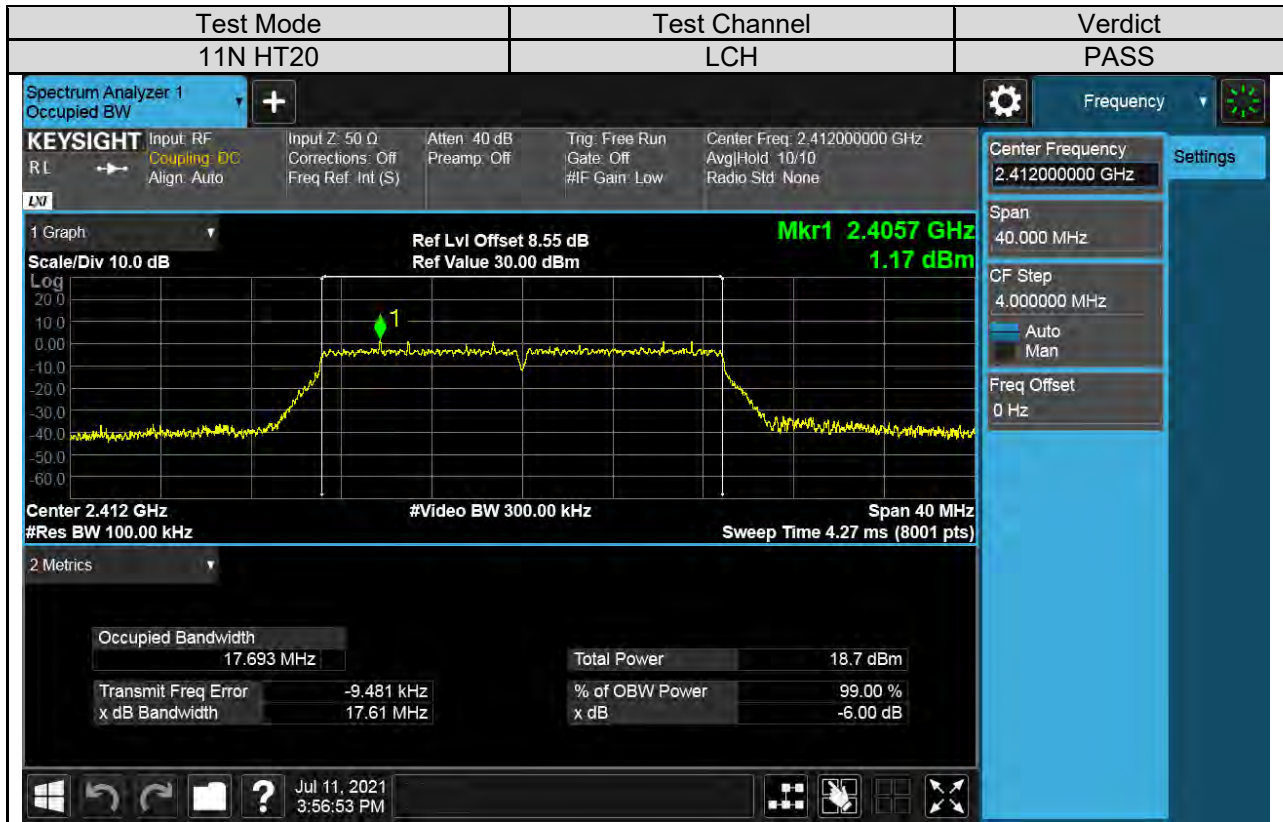 Test Mode Test Channel Verdict
11N HT20 LCH PASS
Spectrum Analyzer 1
Occupied BW
+
Frequency
KEYSIGHT Input: RF Input Z: 50 Ω Atten: 40 dB Trig: Free Run Center Freq: 2.412000000 GHz
Coupling: DC Corrections: Off Preamp: Off Gate: Off Avg|Hold: 10/10
RL Align: Auto Freq Ref: Int (S) #IF Gain: Low Radio Std: None
LXI
Center Frequency
2.412000000 GHz
Settings
Span
40.000 MHz
CF Step
4.000000 MHz
Auto
Man
Freq Offset
0 Hz
1 Graph
Ref Lvl Offset 8.55 dB
Mkr1 2.4057 GHz
Scale/Div 10.0 dB Ref Value 30.00 dBm 1.17 dBm
Log
20.0
10.0
1
0.00
-10.0
-20.0
-30.0
-40.0
-50.0
-60.0
Center 2.412 GHz #Video BW 300.00 kHz Span 40 MHz
#Res BW 100.00 kHz Sweep Time 4.27 ms (8001 pts)
2 Metrics
Occupied Bandwidth
17.693 MHz Total Power 18.7 dBm
Transmit Freq Error -9.481 kHz % of OBW Power 99.00 %
x dB Bandwidth 17.61 MHz x dB -6.00 dB
? Jul 11, 2021
3:56:53 PM